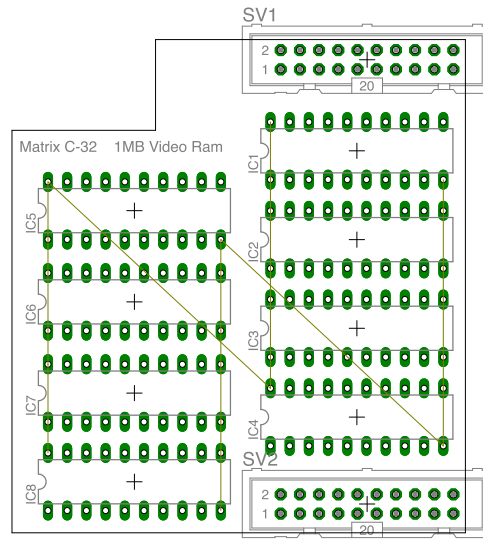 SV1
2
1
20
Matrix C-32 1MB Video Ram
IC1
IC5
IC2
IC6
IC3
IC7
IC4
SV2
IC8
2
1
20